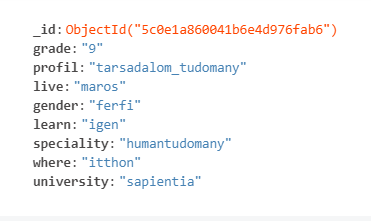 _id: ObjectId("5c0e1a860041b6e4d976fab6")
grade: "9"
profil: "tarsadalom_tudomany"
live: "maros"
gender: "ferfi"
learn: "igen"
speciality: "humantudomany"
where: "itthon"
university: "sapientia"